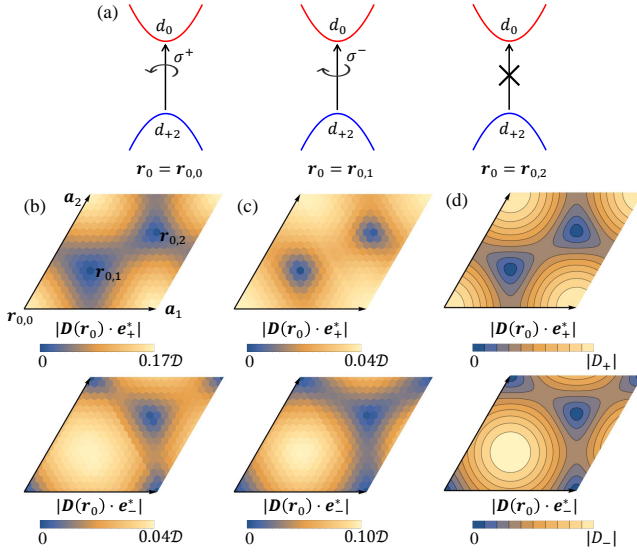 (a)
d₀ d₀ d₀
σ⁺ σ⁻
d₊₂ d₊₂ d₊₂
r₀ = r₀,₀ r₀ = r₀,₁ r₀ = r₀,₂
(b) a₂ (c) (d)
r₀,₂
r₀,₁
r₀,₀ a₁
|D(r₀) · e₊*| |D(r₀) · e₊*| |D(r₀) · e₊*|
0 0.17𝒟 0 0.04𝒟 0 |D₊|
|D(r₀) · e₋*| |D(r₀) · e₋*| |D(r₀) · e₋*|
0 0.04𝒟 0 0.10𝒟 0 |D₋|